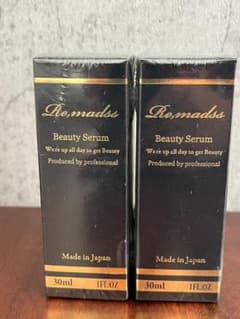 Re,madss
Beauty Serum
We're up all day to get Beauty
Produced by professional
Made in Japan
30ml 1FL.OZ
Re,madss
Beauty Serum
We're up all day to get Beauty
Produced by professional
Made in Japan
30ml 1FL.OZ